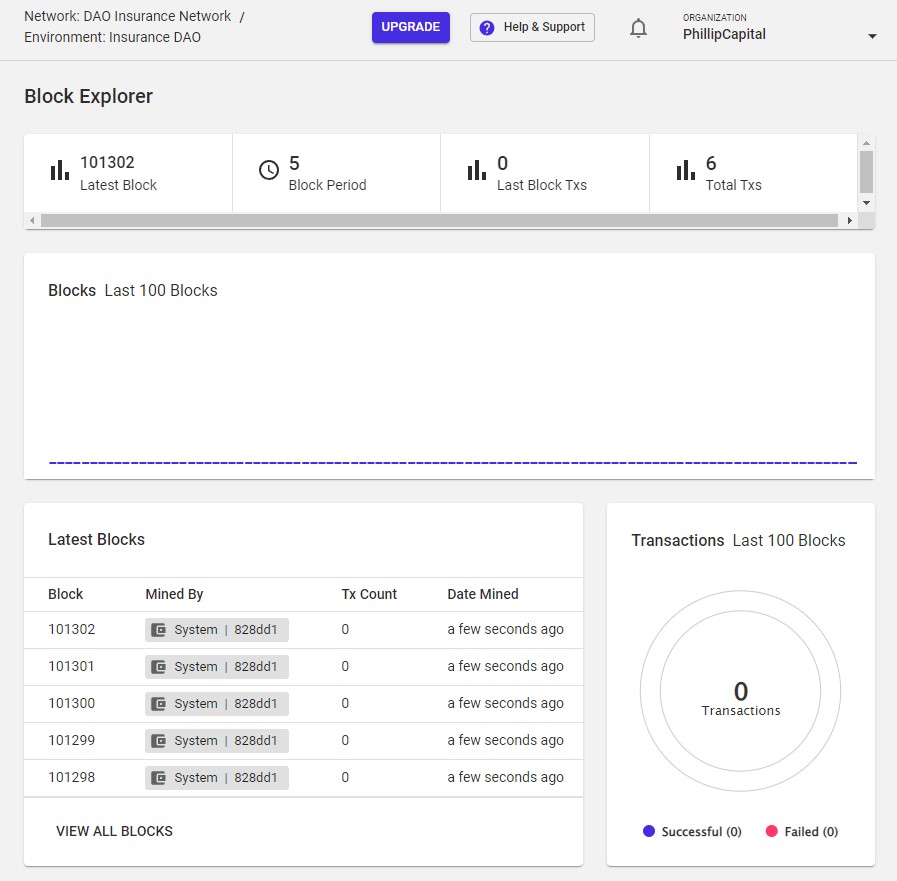 Network: DAO Insurance Network /
Environment: Insurance DAO
UPGRADE
? Help & Support
ORGANIZATION
PhillipCapital
Block Explorer
101302
Latest Block
5
Block Period
0
Last Block Txs
6
Total Txs
Blocks Last 100 Blocks
Latest Blocks
Block Mined By Tx Count Date Mined
101302 System | 828dd1 0 a few seconds ago
101301 System | 828dd1 0 a few seconds ago
101300 System | 828dd1 0 a few seconds ago
101299 System | 828dd1 0 a few seconds ago
101298 System | 828dd1 0 a few seconds ago
VIEW ALL BLOCKS
Transactions Last 100 Blocks
0
Transactions
Successful (0) Failed (0)